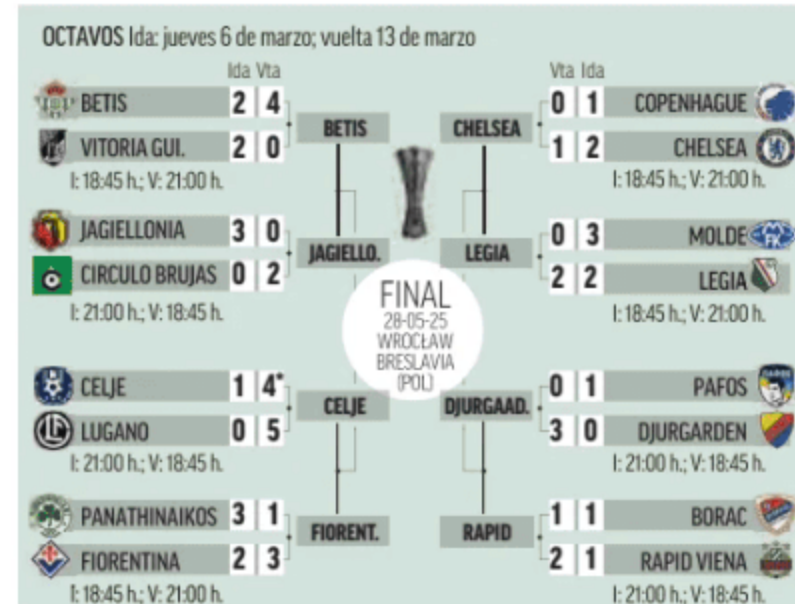 OCTAVOS Ida: jueves 6 de marzo; vuelta 13 de marzo
Ida Vta
BETIS 2 4
VITORIA GUI. 2 0
I: 18:45 h.; V: 21:00 h.
BETIS
JAGIELLONIA 3 0
CIRCULO BRUJAS 0 2
I: 21:00 h.; V: 18:45 h.
JAGIELLO.
CELJE 1 4*
LUGANO 0 5
I: 21:00 h.; V: 18:45 h.
CELJE
PANATHINAIKOS 3 1
FIORENTINA 2 3
I: 18:45 h.; V: 21:00 h.
FIORENT.
FINAL
28-05-25
WROCŁAW
BRESLAVIA
(POL)
Vta Ida
CHELSEA
0 1 COPENHAGUE
1 2 CHELSEA
I: 18:45 h.; V: 21:00 h.
LEGIA
0 3 MOLDE
2 2 LEGIA
I: 18:45 h.; V: 21:00 h.
DJURGAAD.
0 1 PAFOS
3 0 DJURGARDEN
I: 21:00 h.; V: 18:45 h.
RAPID
1 1 BORAC
2 1 RAPID VIENA
I: 21:00 h.; V: 18:45 h.